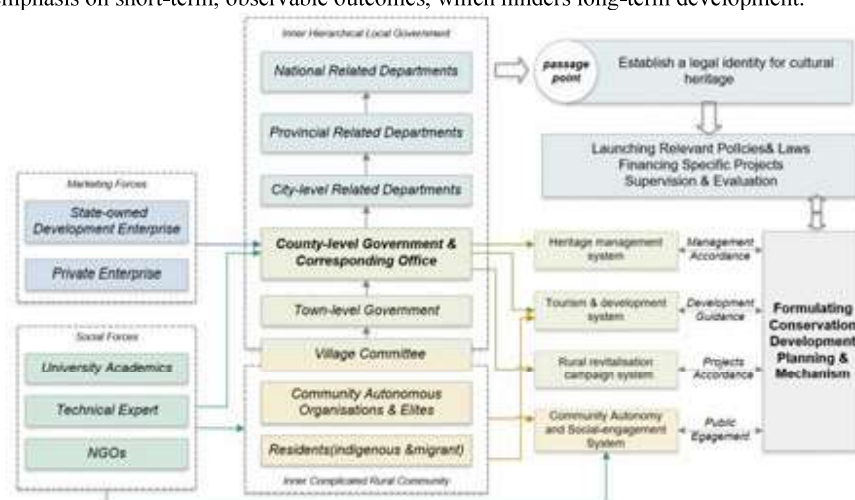 emphasis on short-term, observable outcomes, which hinders long-term development.
Inner Hierarchical Local Government
National Related Departments
Provincial Related Departments
City-level Related Departments
County-level Government &
Corresponding Office
Town-level Government
Village Committee
Community Autonomous
Organisations & Elites
Residents(indigenous &migrant)
Inner Complicated Rural Community
Marketing Forces
State-owned
Development Enterprise
Private Enterprise
Social Forces
University Academics
Technical Expert
NGOs
passage
point
Establish a legal identity for cultural
heritage
Launching Relevant Policies& Laws
Financing Specific Projects
Supervision & Evaluation
Heritage management
system
Management
Accordance
Tourism & development
system
Development
Guidance
Rural revitalisation
campaign system
Projects
Accordance
Community Autonomy
and Social-engagement
System
Public
Epagement
Formulating
Conservation
Development
Planning &
Mechanism